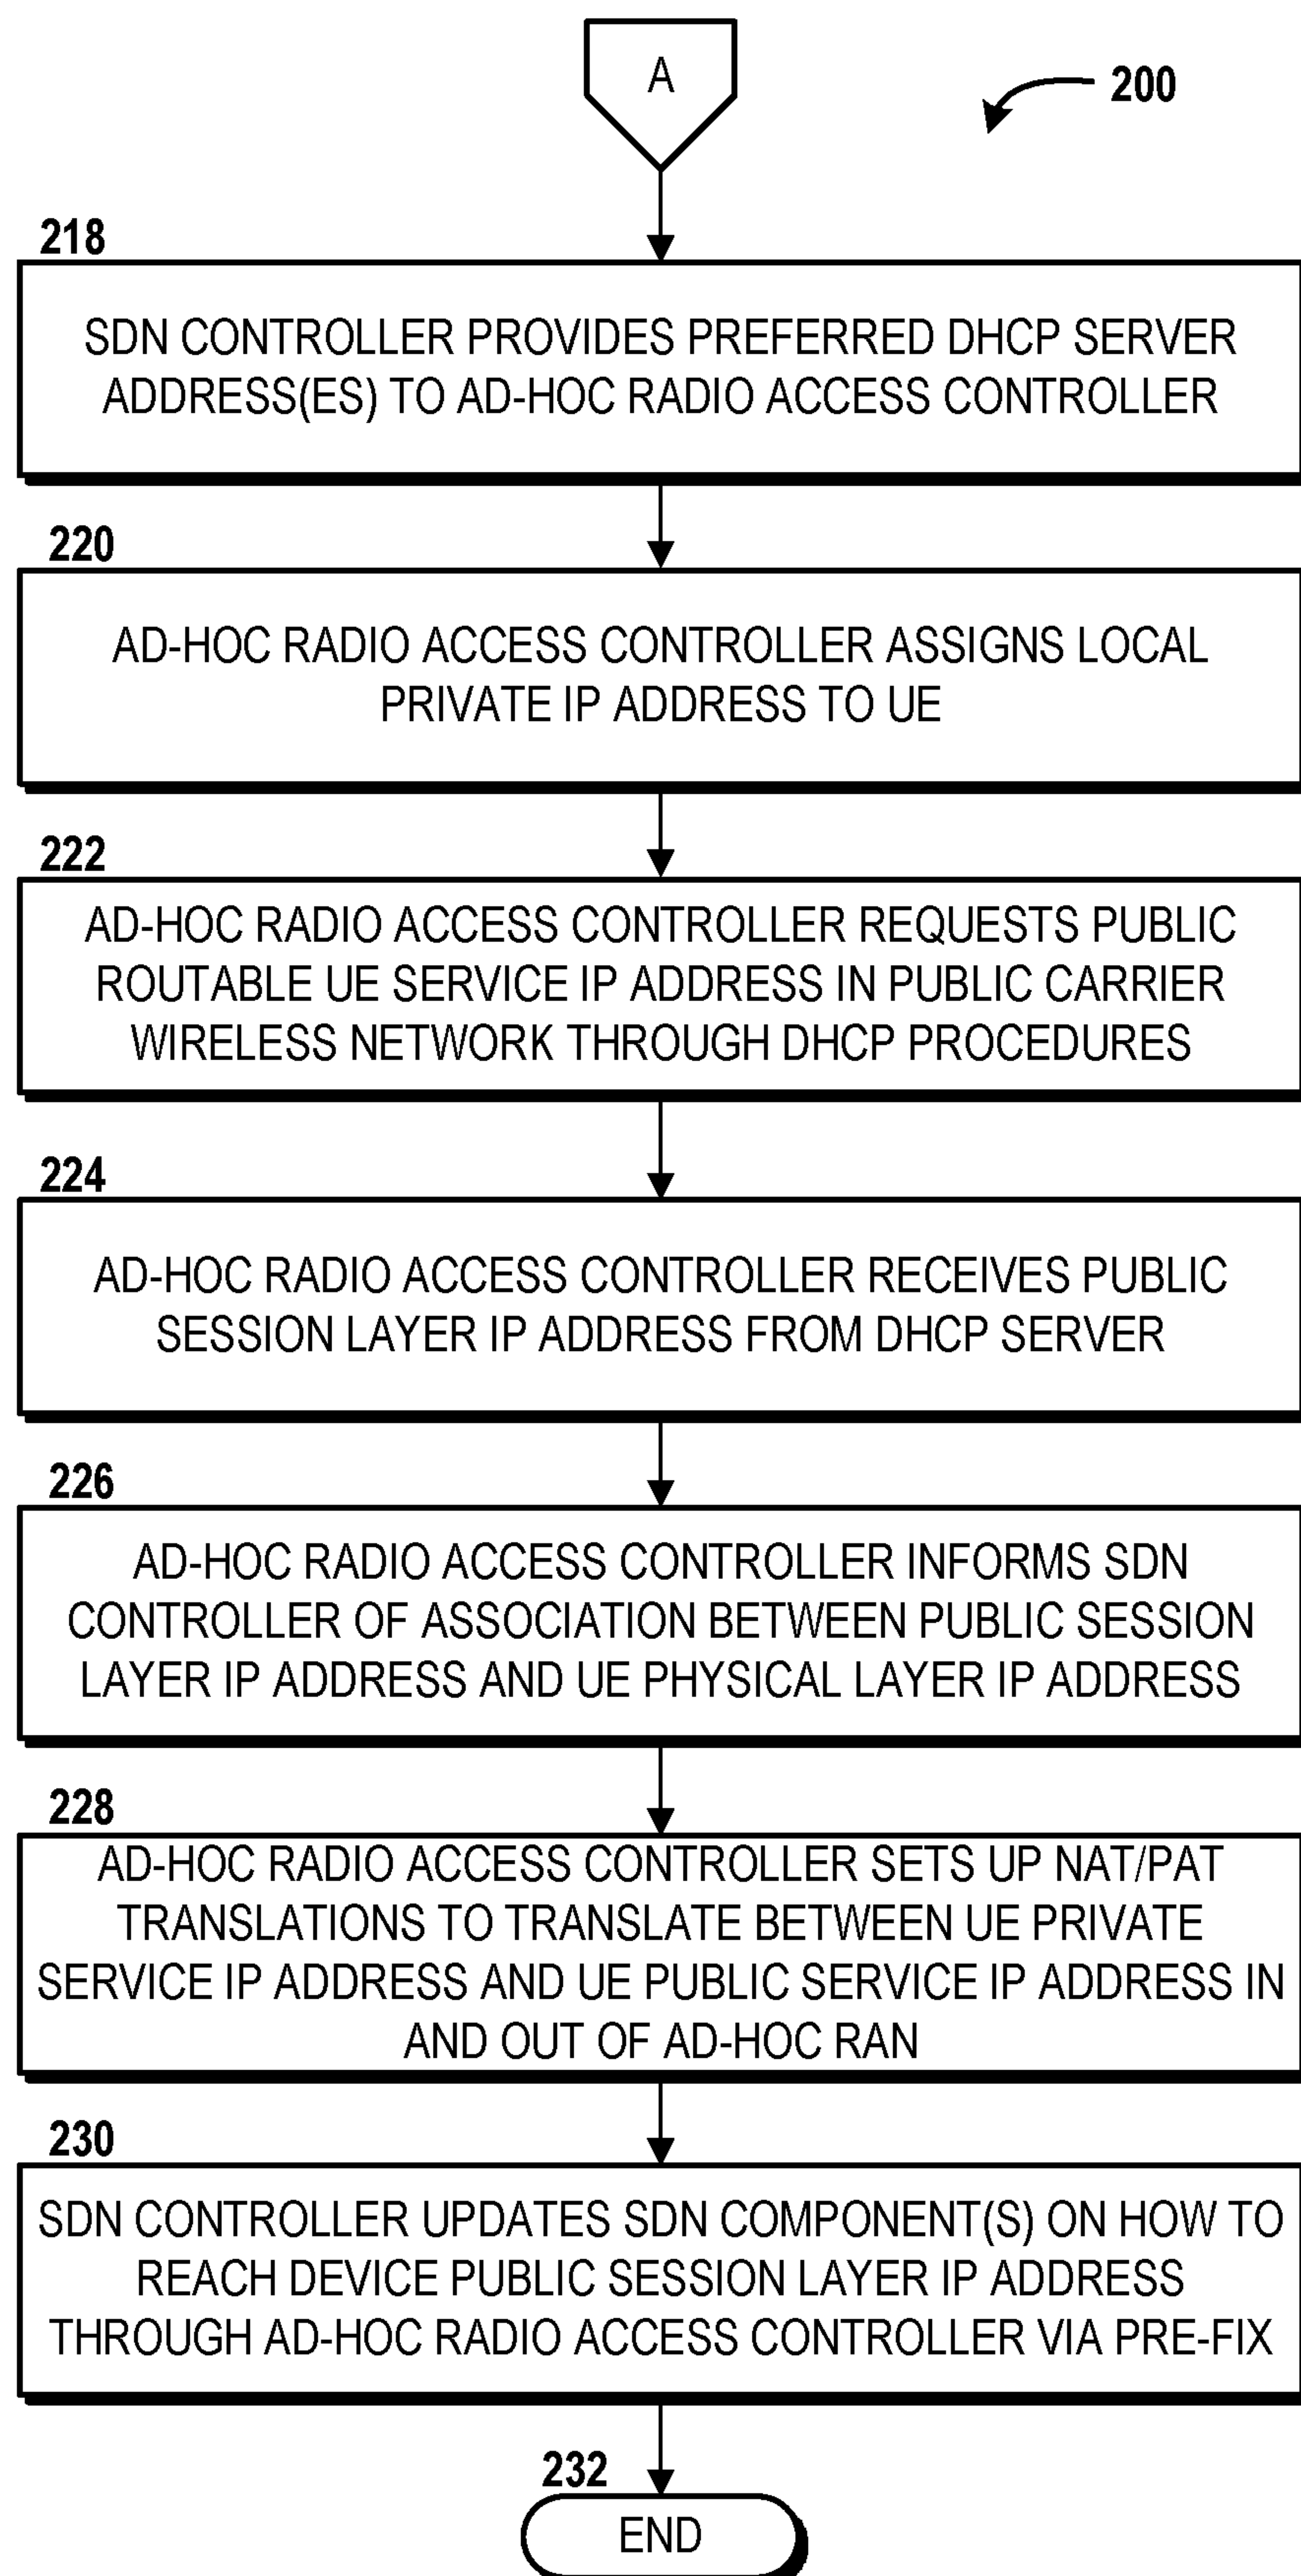 A
200
218
SDN CONTROLLER PROVIDES PREFERRED DHCP SERVER
ADDRESS(ES) TO AD-HOC RADIO ACCESS CONTROLLER
220
AD-HOC RADIO ACCESS CONTROLLER ASSIGNS LOCAL
PRIVATE IP ADDRESS TO UE
222
AD-HOC RADIO ACCESS CONTROLLER REQUESTS PUBLIC
ROUTABLE UE SERVICE IP ADDRESS IN PUBLIC CARRIER
WIRELESS NETWORK THROUGH DHCP PROCEDURES
224
AD-HOC RADIO ACCESS CONTROLLER RECEIVES PUBLIC
SESSION LAYER IP ADDRESS FROM DHCP SERVER
226
AD-HOC RADIO ACCESS CONTROLLER INFORMS SDN
CONTROLLER OF ASSOCIATION BETWEEN PUBLIC SESSION
LAYER IP ADDRESS AND UE PHYSICAL LAYER IP ADDRESS
228
AD-HOC RADIO ACCESS CONTROLLER SETS UP NAT/PAT
TRANSLATIONS TO TRANSLATE BETWEEN UE PRIVATE
SERVICE IP ADDRESS AND UE PUBLIC SERVICE IP ADDRESS IN
AND OUT OF AD-HOC RAN
230
SDN CONTROLLER UPDATES SDN COMPONENT(S) ON HOW TO
REACH DEVICE PUBLIC SESSION LAYER IP ADDRESS
THROUGH AD-HOC RADIO ACCESS CONTROLLER VIA PRE-FIX
232
END